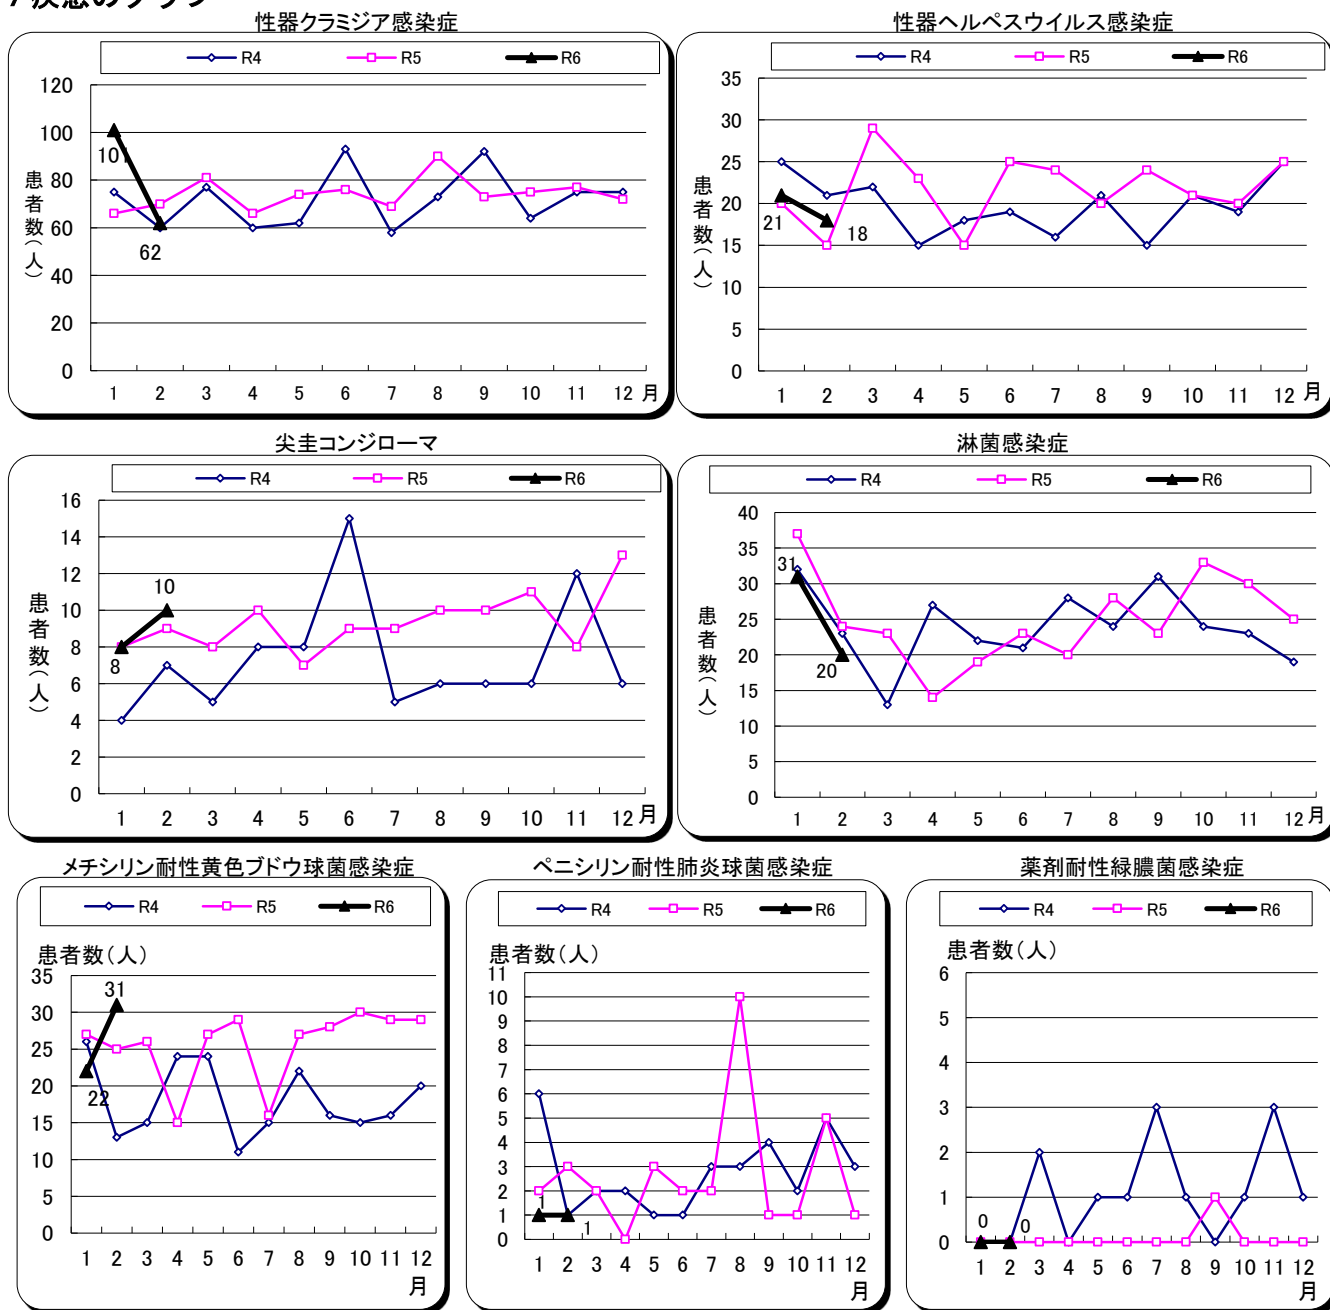 7疾患のグラフ
性器クラミジア感染症
R4 R5 R6
120
100
80
60
40
20
0
患者数(人)
101
62
1 2 3 4 5 6 7 8 9 10 11 12 月
性器ヘルペスウイルス感染症
R4 R5 R6
35
30
25
20
15
10
5
0
患者数(人)
21
18
1 2 3 4 5 6 7 8 9 10 11 12 月
尖圭コンジローマ
R4 R5 R6
16
14
12
10
8
6
4
2
0
患者数(人)
8
10
1 2 3 4 5 6 7 8 9 10 11 12 月
淋菌感染症
R4 R5 R6
40
35
30
25
20
15
10
5
0
患者数(人)
31
20
1 2 3 4 5 6 7 8 9 10 11 12 月
メチシリン耐性黄色ブドウ球菌感染症
R4 R5 R6
患者数(人)
35
30
25
20
15
10
5
0
22
31
1 2 3 4 5 6 7 8 9 10 11 12
月
ペニシリン耐性肺炎球菌感染症
R4 R5 R6
患者数(人)
11
10
9
8
7
6
5
4
3
2
1
0
1
1
1 2 3 4 5 6 7 8 9 10 11 12
月
薬剤耐性緑膿菌感染症
R4 R5 R6
患者数(人)
6
5
4
3
2
1
0
0
0
1 2 3 4 5 6 7 8 9 10 11 12
月